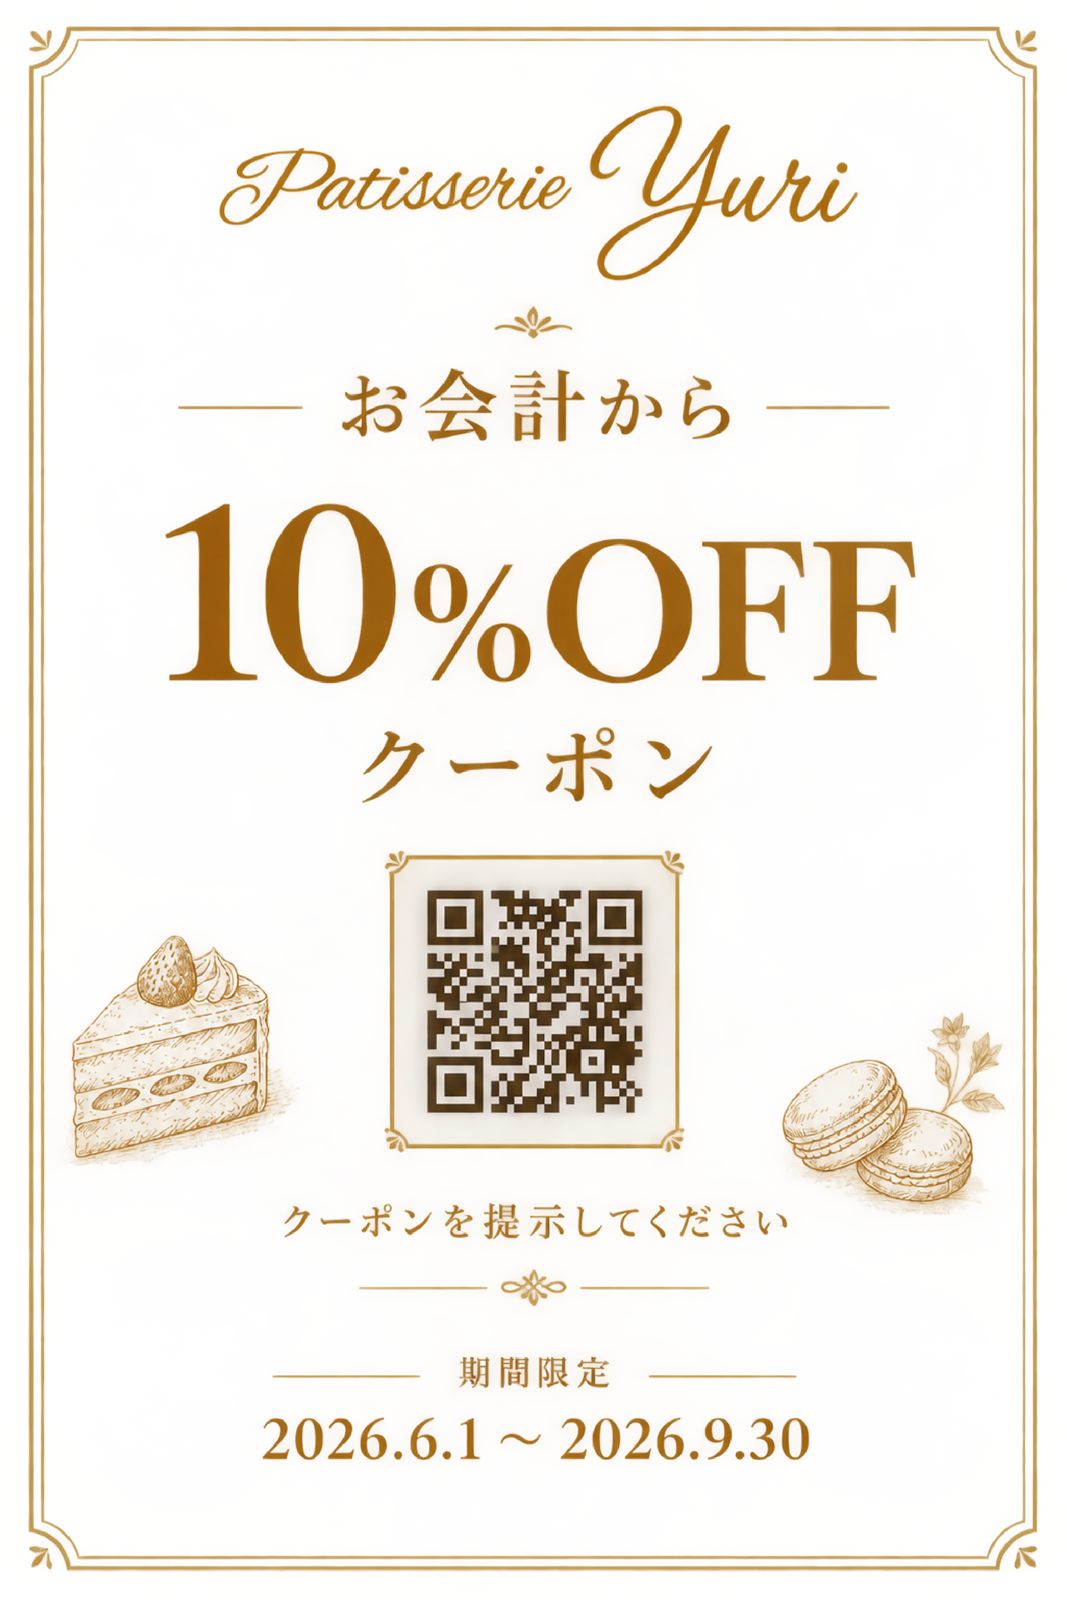 Patisserie Yuri
お会計から
10%OFF
クーポン
クーポンを提示してください
期間限定
2026.6.1 ～ 2026.9.30